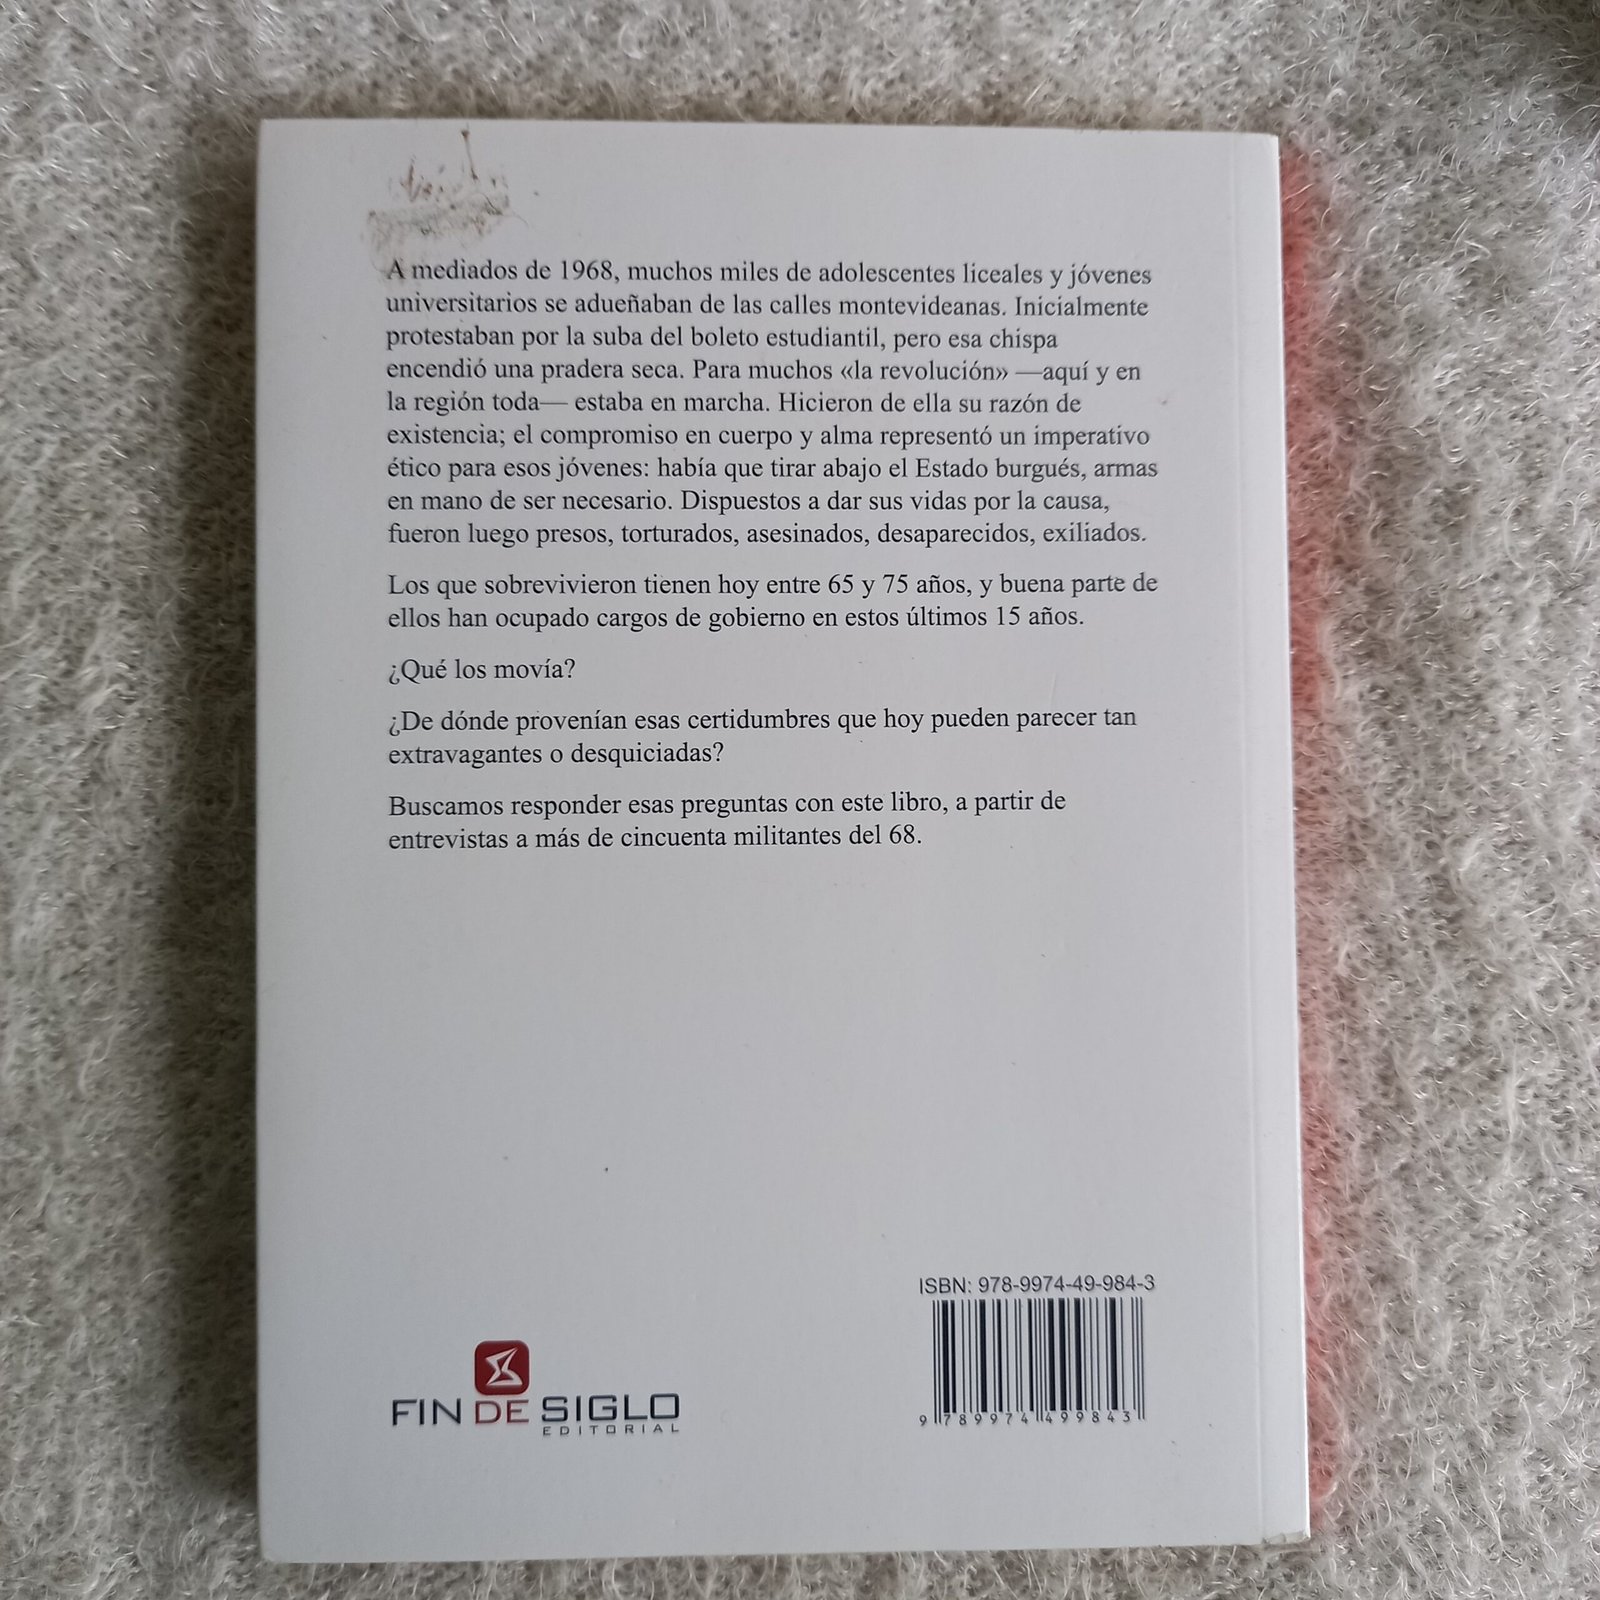 A mediados de 1968, muchos miles de adolescentes liceales y jóvenes
universitarios se adueñaban de las calles montevideanas. Inicialmente
protestaban por la suba del boleto estudiantil, pero esa chispa
encendió una pradera seca. Para muchos «la revolución» —aquí y en
la región toda— estaba en marcha. Hicieron de ella su razón de
existencia; el compromiso en cuerpo y alma representó un imperativo
ético para esos jóvenes: había que tirar abajo el Estado burgués, armas
en mano de ser necesario. Dispuestos a dar sus vidas por la causa,
fueron luego presos, torturados, asesinados, desaparecidos, exiliados.
Los que sobrevivieron tienen hoy entre 65 y 75 años, y buena parte de
ellos han ocupado cargos de gobierno en estos últimos 15 años.
¿Qué los movía?
¿De dónde provenían esas certidumbres que hoy pueden parecer tan
extravagantes o desquiciadas?
Buscamos responder esas preguntas con este libro, a partir de
entrevistas a más de cincuenta militantes del 68.
ISBN: 978-9974-49-984-3
9 789974 499843
FIN DE SIGLO
EDITORIAL